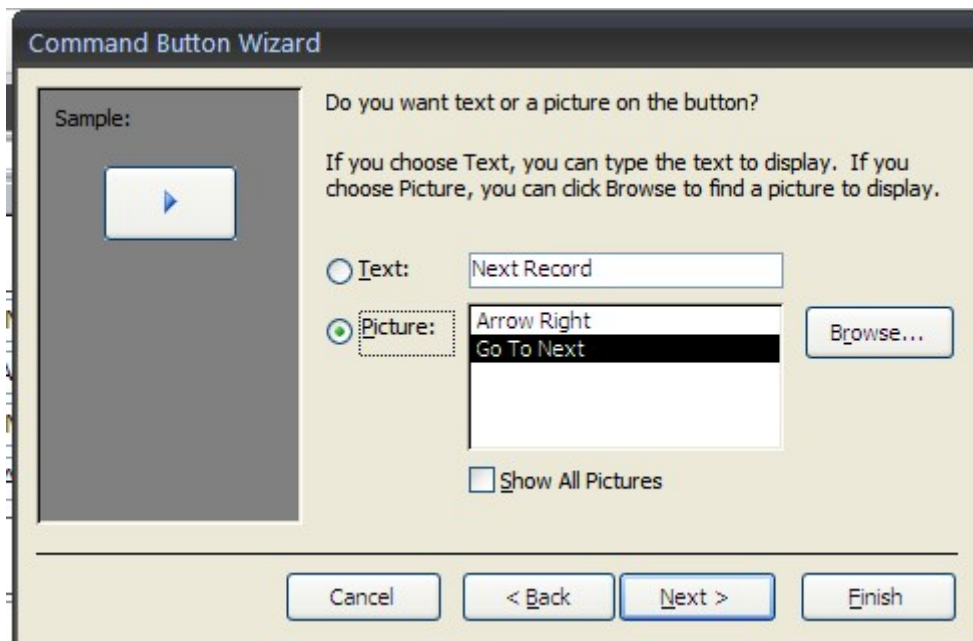 Command Button Wizard
Sample:
Do you want text or a picture on the button?
If you choose Text, you can type the text to display. If you
choose Picture, you can click Browse to find a picture to display.
Text:
Next Record
Picture:
Arrow Right
Go To Next
Browse...
Show All Pictures
Cancel
< Back
Next >
Finish